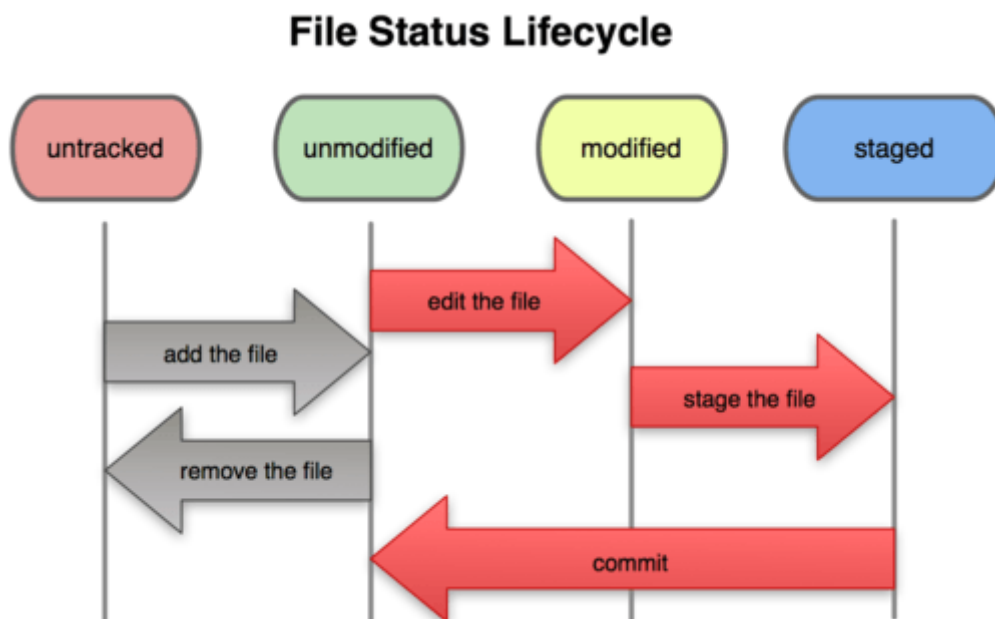 File Status Lifecycle
untracked
unmodified
modified
staged
edit the file
add the file
stage the file
remove the file
commit